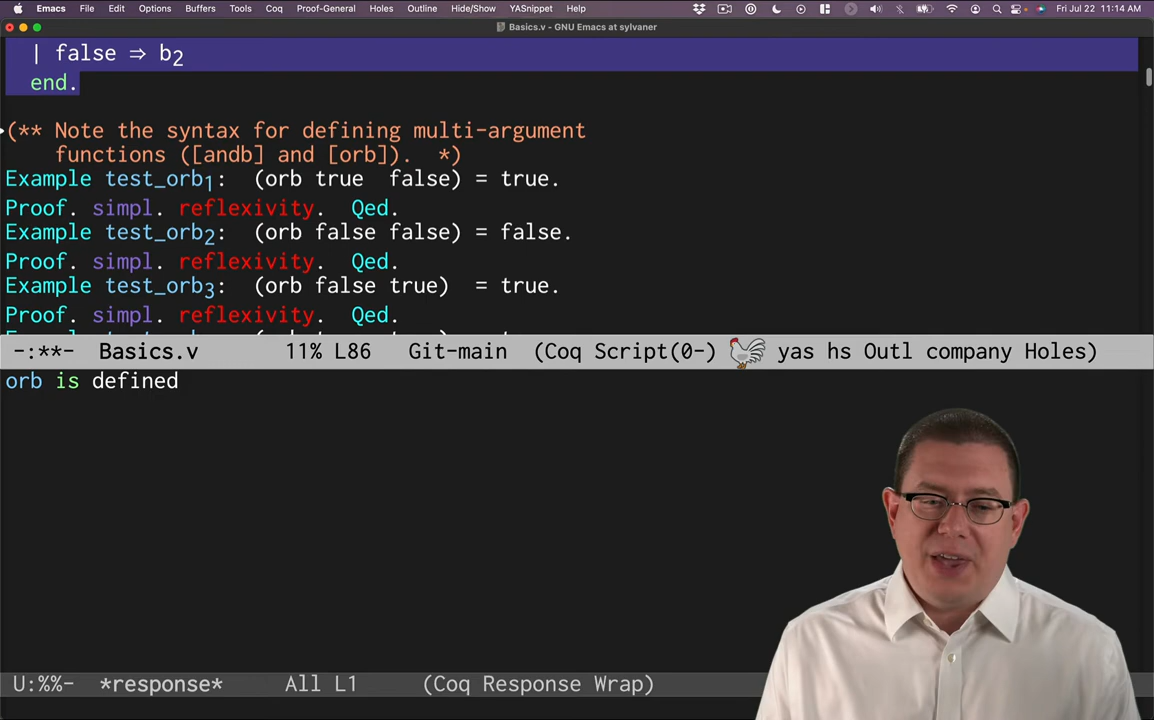 Emacs File Edit Options Buffers Tools Coq Proof-General Holes Outline Hide/Show YASnippet Help Fri Jul 22 11:14 AM
Basics.v - GNU Emacs at sylvaner
| false ⇒ b2
end.
(** Note the syntax for defining multi-argument
functions ([andb] and [orb]). *)
Example test_orb1: (orb true false) = true.
Proof. simpl. reflexivity. Qed.
Example test_orb2: (orb false false) = false.
Proof. simpl. reflexivity. Qed.
Example test_orb3: (orb false true) = true.
Proof. simpl. reflexivity. Qed.
-:**- Basics.v 11% L86 Git-main (Coq Script(0-) yas hs Outl company Holes)
orb is defined
U:%%- *response* All L1 (Coq Response Wrap)